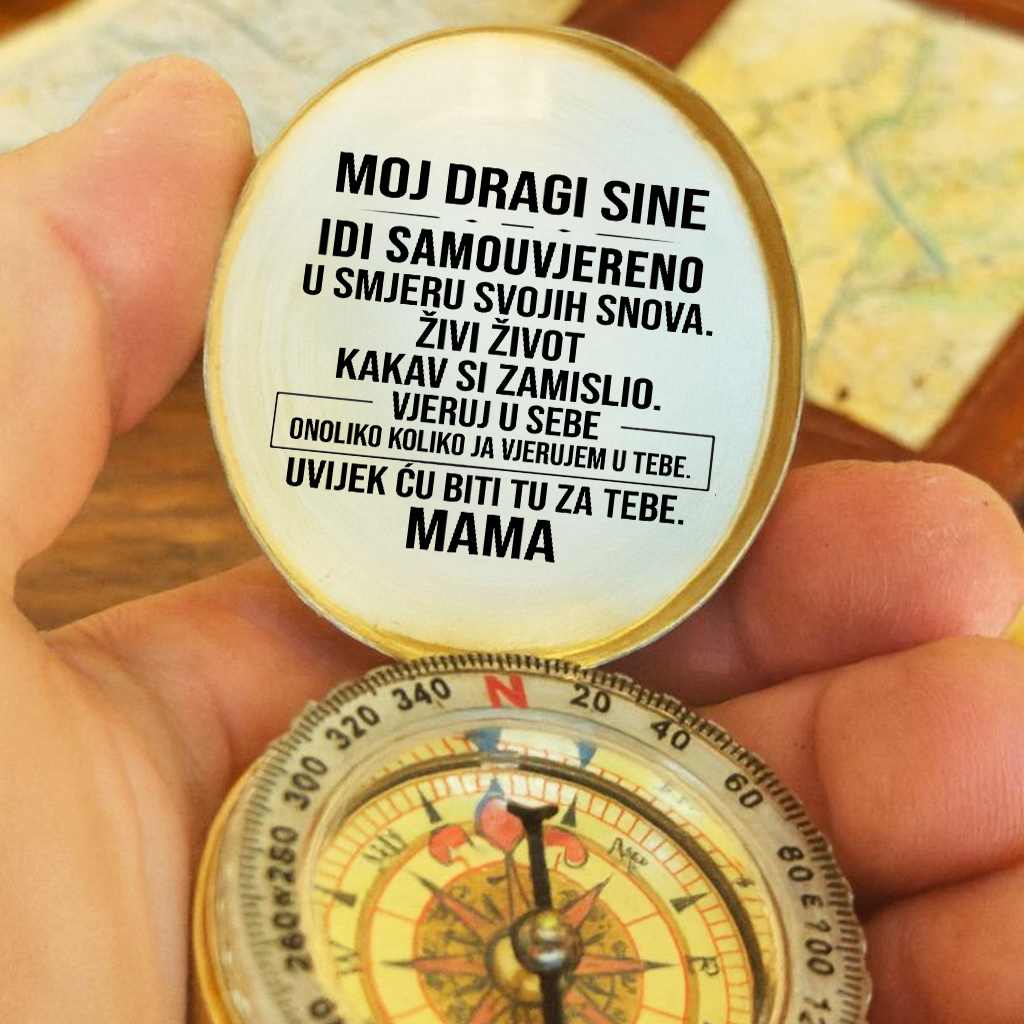 MOJ DRAGI SINE
IDI SAMOUVJERENO
U SMJERU SVOJIH SNOVA.
ŽIVI ŽIVOT
KAKAV SI ZAMISLIO.
VJERUJ U SEBE
ONOLIKO KOLIKO JA VJERUJEM U TEBE.
UVIJEK ĆU BITI TU ZA TEBE.
MAMA
260 W 280 300 320 340 N 20 40 60 80 E 100
W E